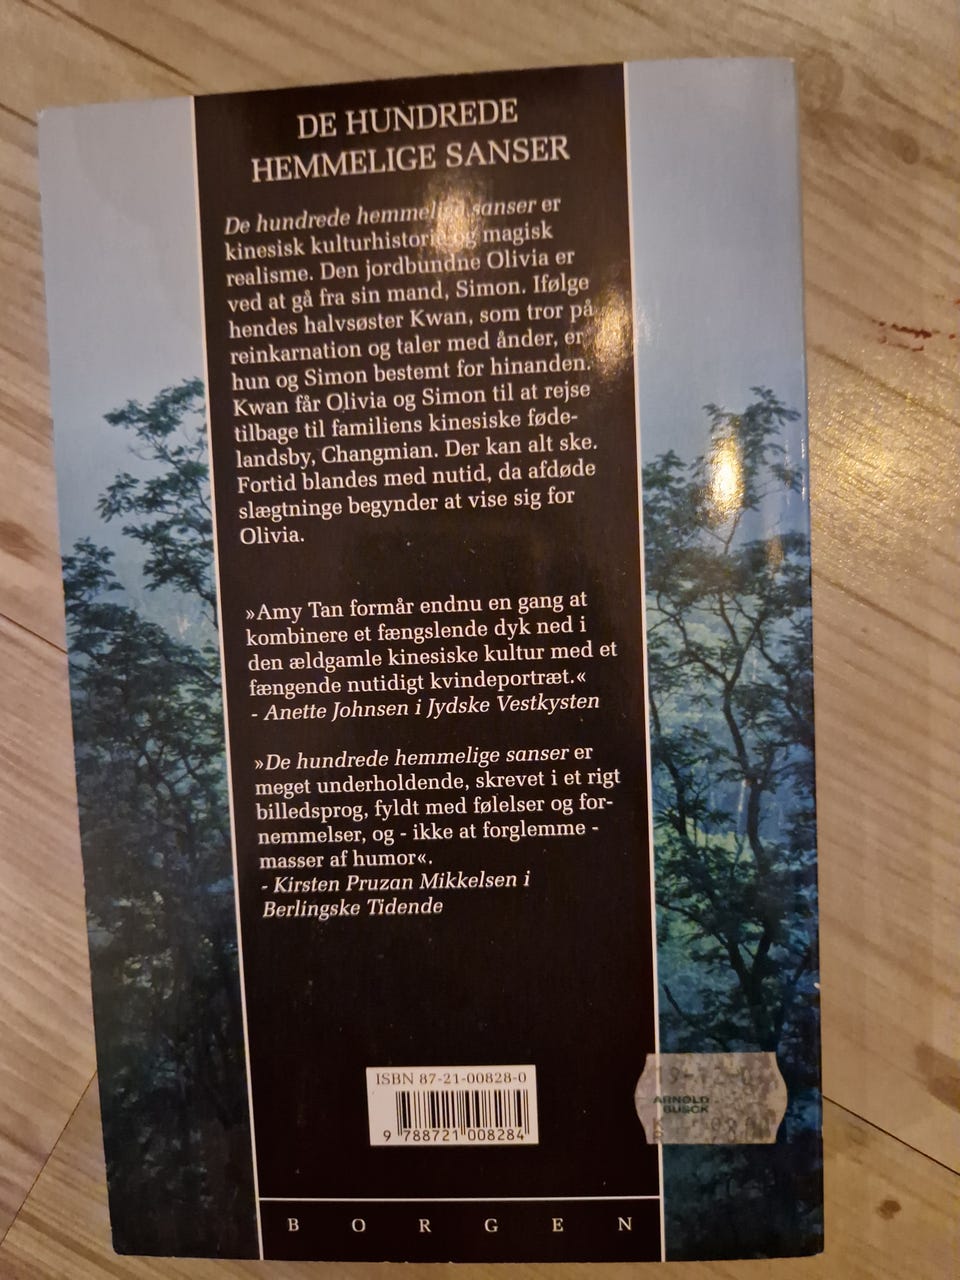 DE HUNDREDE
HEMMELIGE SANSER
De hundrede hemmelige sanser er
kinesisk kulturhistorie og magisk
realisme. Den jordbundne Olivia er
ved at gå fra sin mand, Simon. Ifølge
hendes halvsøster Kwan, som tror på
reinkarnation og taler med ånder, er
hun og Simon bestemt for hinanden.
Kwan får Olivia og Simon til at rejse
tilbage til familiens kinesiske føde-
landsby, Changmian. Der kan alt ske.
Fortid blandes med nutid, da afdøde
slægtninge begynder at vise sig for
Olivia.
»Amy Tan formår endnu en gang at
kombinere et fængslende dyk ned i
den ældgamle kinesiske kultur med et
fængende nutidigt kvindeportræt.«
- Anette Johnsen i Jydske Vestkysten
»De hundrede hemmelige sanser er
meget underholdende, skrevet i et rigt
billedsprog, fyldt med følelser og for-
nemmelser, og - ikke at forglemme -
masser af humor«.
- Kirsten Pruzan Mikkelsen i
Berlingske Tidende
ISBN 87-21-00828-0
9 788721 008284
ARNOLD
BUSCK
BORGEN